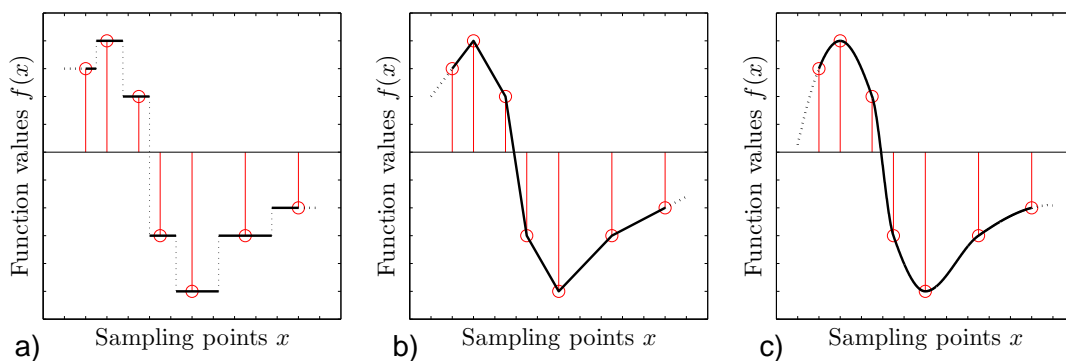 Function values f(x)
Sampling points x
a)
Function values f(x)
Sampling points x
b)
Function values f(x)
Sampling points x
c)